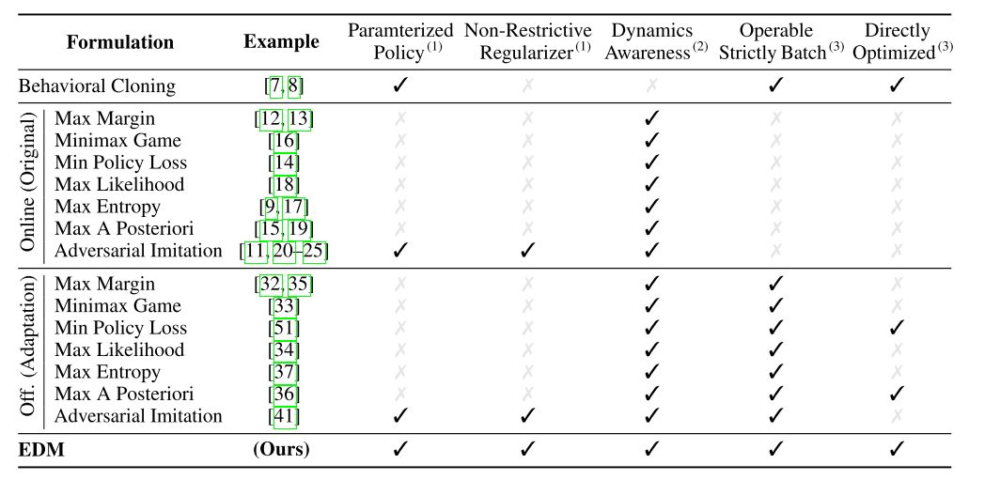 Formulation Example Paramterized Policy(1) Non-Restrictive Regularizer(1) Dynamics Awareness(2) Operable Strictly Batch(3) Directly Optimized(3)
Behavioral Cloning [7, 8] ✓ ✗ ✗ ✓ ✓
Online (Original)
Max Margin [12, 13] ✗ ✗ ✓ ✗ ✗
Minimax Game [16] ✗ ✗ ✓ ✗ ✗
Min Policy Loss [14] ✗ ✗ ✓ ✗ ✗
Max Likelihood [18] ✗ ✗ ✓ ✗ ✗
Max Entropy [9, 17] ✗ ✗ ✓ ✗ ✗
Max A Posteriori [15, 19] ✗ ✗ ✓ ✗ ✗
Adversarial Imitation [11, 20–25] ✓ ✓ ✓ ✗ ✗
Off. (Adaptation)
Max Margin [32, 35] ✗ ✗ ✓ ✓ ✗
Minimax Game [33] ✗ ✗ ✓ ✓ ✗
Min Policy Loss [51] ✗ ✗ ✓ ✓ ✓
Max Likelihood [34] ✗ ✗ ✓ ✓ ✗
Max Entropy [37] ✗ ✗ ✓ ✓ ✗
Max A Posteriori [36] ✗ ✗ ✓ ✓ ✓
Adversarial Imitation [41] ✓ ✓ ✓ ✓ ✗
EDM (Ours) ✓ ✓ ✓ ✓ ✓